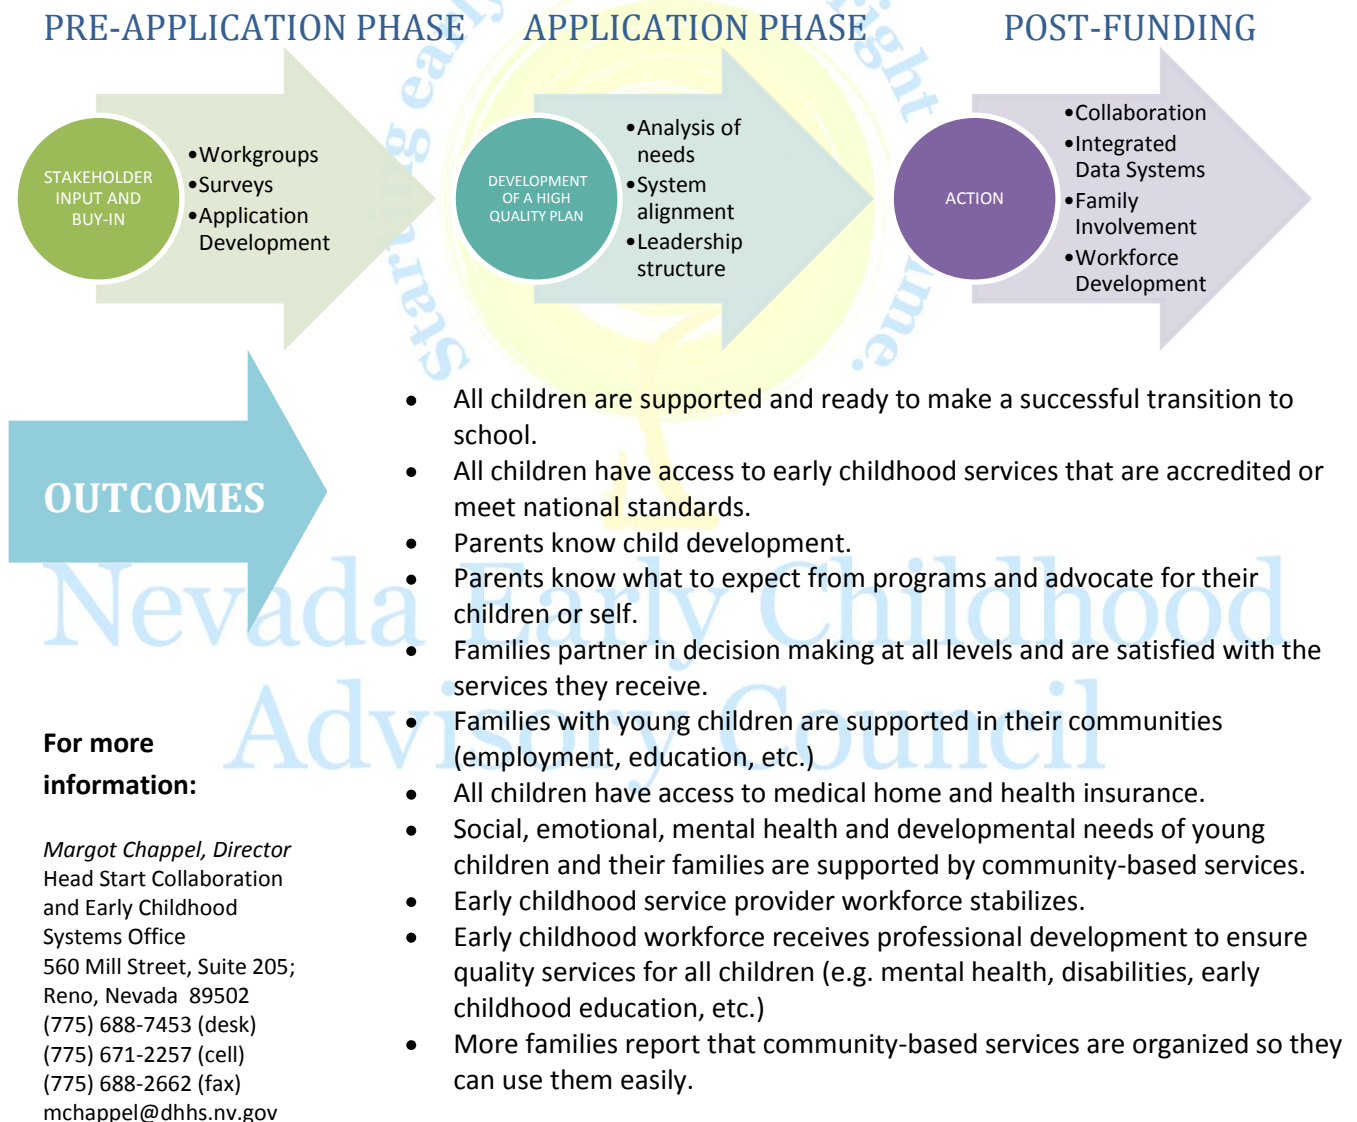 PRE-APPLICATION PHASE
APPLICATION PHASE
POST-FUNDING
STAKEHOLDER
INPUT AND
BUY-IN
•Workgroups
•Surveys
•Application
Development
DEVELOPMENT
OF A HIGH
QUALITY PLAN
•Analysis of
needs
•System
alignment
•Leadership
structure
ACTION
•Collaboration
•Integrated
Data Systems
•Family
Involvement
•Workforce
Development
OUTCOMES
• All children are supported and ready to make a successful transition to
school.
• All children have access to early childhood services that are accredited or
meet national standards.
• Parents know child development.
• Parents know what to expect from programs and advocate for their
children or self.
• Families partner in decision making at all levels and are satisfied with the
services they receive.
• Families with young children are supported in their communities
(employment, education, etc.)
• All children have access to medical home and health insurance.
• Social, emotional, mental health and developmental needs of young
children and their families are supported by community-based services.
• Early childhood service provider workforce stabilizes.
• Early childhood workforce receives professional development to ensure
quality services for all children (e.g. mental health, disabilities, early
childhood education, etc.)
• More families report that community-based services are organized so they
can use them easily.
For more
information:
Margot Chappel, Director
Head Start Collaboration
and Early Childhood
Systems Office
560 Mill Street, Suite 205;
Reno, Nevada 89502
(775) 688-7453 (desk)
(775) 671-2257 (cell)
(775) 688-2662 (fax)
mchappel@dhhs.nv.gov
Nevada Early Childhood
Advisory Council
Starting early